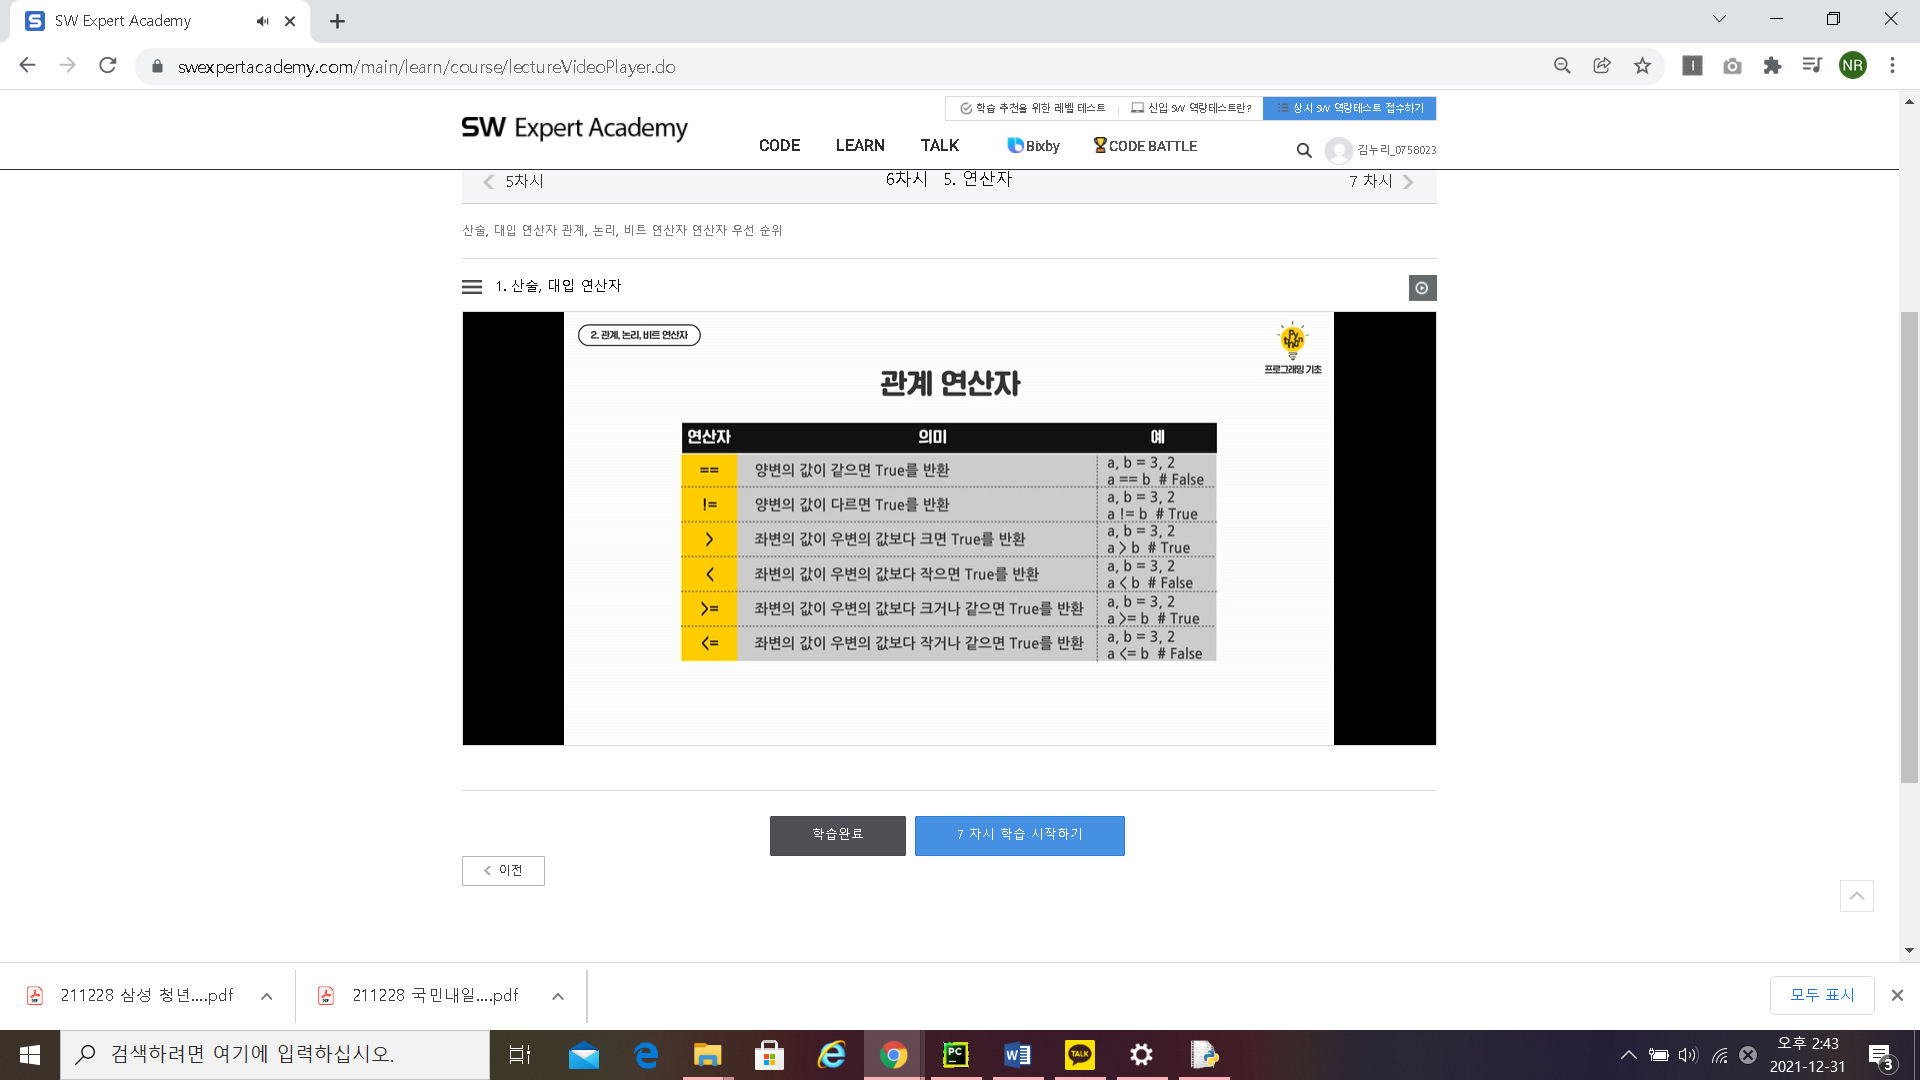 SW Expert Academy
swexpertacademy.com/main/learn/course/lectureVideoPlayer.do
NR
학습 추천을 위한 레벨 테스트
신입 SW 역량테스트란?
상시 SW 역량테스트 접수하기
SW Expert Academy
CODE LEARN TALK Bixby CODE BATTLE
김누리_0758023
5차시
6차시 5. 연산자
7 차시
산술, 대입 연산자 관계, 논리, 비트 연산자 연산자 우선 순위
1. 산술, 대입 연산자
2. 관계, 논리, 비트 연산자
Python
프로그래밍 기초
관계 연산자
연산자 의미 예
== 양변의 값이 같으면 True를 반환 a, b = 3, 2
a == b # False
!= 양변의 값이 다르면 True를 반환 a, b = 3, 2
a != b # True
> 좌변의 값이 우변의 값보다 크면 True를 반환 a, b = 3, 2
a > b # True
< 좌변의 값이 우변의 값보다 작으면 True를 반환 a, b = 3, 2
a < b # False
>= 좌변의 값이 우변의 값보다 크거나 같으면 True를 반환 a, b = 3, 2
a >= b # True
<= 좌변의 값이 우변의 값보다 작거나 같으면 True를 반환 a, b = 3, 2
a <= b # False
학습완료
7 차시 학습 시작하기
이전
211228 삼성 청년....pdf
211228 국민내일....pdf
모두 표시
검색하려면 여기에 입력하십시오.
PC
W
TALK
오후 2:43
2021-12-31
3